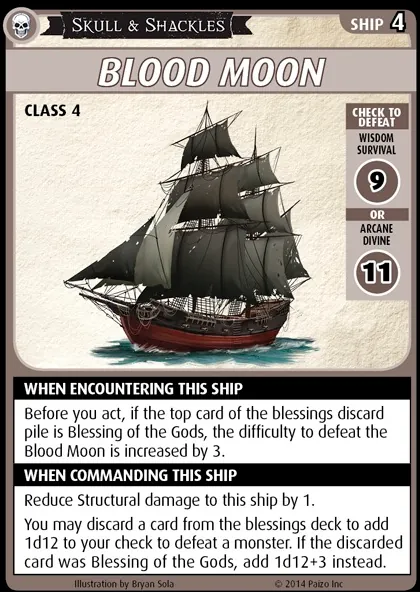 SKULL & SHACKLES
SHIP 4
BLOOD MOON
CLASS 4
CHECK TO
DEFEAT
WISDOM
SURVIVAL
9
OR
ARCANE
DIVINE
11
WHEN ENCOUNTERING THIS SHIP
Before you act, if the top card of the blessings discard
pile is Blessing of the Gods, the difficulty to defeat the
Blood Moon is increased by 3.
WHEN COMMANDING THIS SHIP
Reduce Structural damage to this ship by 1.
You may discard a card from the blessings deck to add
1d12 to your check to defeat a monster. If the discarded
card was Blessing of the Gods, add 1d12+3 instead.
Illustration by Bryan Sola
© 2014 Paizo Inc